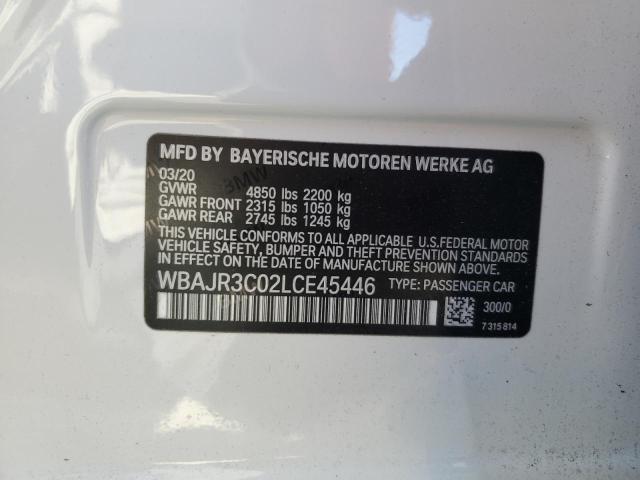 MFD BY BAYERISCHE MOTOREN WERKE AG
03/20
GVWR 4850 lbs 2200 kg
GAWR FRONT 2315 lbs 1050 kg
GAWR REAR 2745 lbs 1245 kg
THIS VEHICLE CONFORMS TO ALL APPLICABLE U.S.FEDERAL MOTOR
VEHICLE SAFETY, BUMPER, AND THEFT PREVENTION STANDARDS
IN EFFECT ON THE DATE OF MANUFACTURE SHOWN ABOVE.
WBAJR3C02LCE45446 TYPE: PASSENGER CAR
300/0
7 315 814
BMW